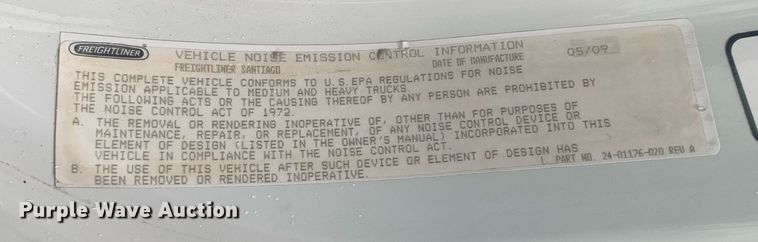 FREIGHTLINER
VEHICLE NOISE EMISSION CONTROL INFORMATION
FREIGHTLINER SANTIAGO DATE OF MANUFACTURE 05/09
THIS COMPLETE VEHICLE CONFORMS TO U.S.EPA REGULATIONS FOR NOISE
EMISSION APPLICABLE TO MEDIUM AND HEAVY TRUCKS.
THE FOLLOWING ACTS OR THE CAUSING THEREOF BY ANY PERSON ARE PROHIBITED BY
THE NOISE CONTROL ACT OF 1972.
A. THE REMOVAL OR RENDERING INOPERATIVE OF, OTHER THAN FOR PURPOSES OF
MAINTENANCE, REPAIR, OR REPLACEMENT, OF ANY NOISE CONTROL DEVICE OR
ELEMENT OF DESIGN (LISTED IN THE OWNER'S MANUAL) INCORPORATED INTO THIS
VEHICLE IN COMPLIANCE WITH THE NOISE CONTROL ACT.
B. THE USE OF THIS VEHICLE AFTER SUCH DEVICE OR ELEMENT OF DESIGN HAS
BEEN REMOVED OR RENDERED INOPERATIVE.
PART NO. 24-01176-020 REV A
Purple Wave Auction